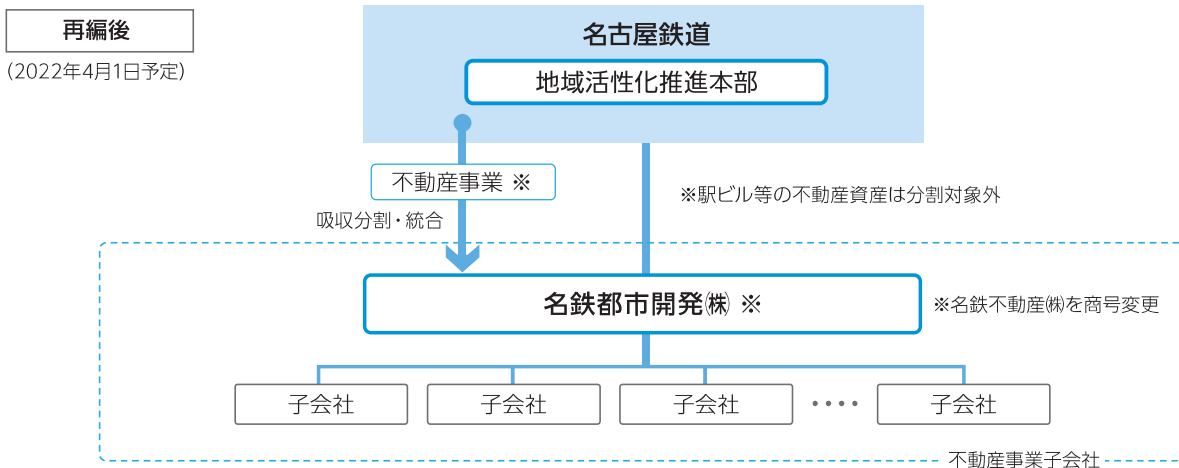 再編後
(2022年4月1日予定)
名古屋鉄道
地域活性化推進本部
不動産事業 ※
※駅ビル等の不動産資産は分割対象外
吸収分割・統合
名鉄都市開発㈱ ※
※名鉄不動産㈱を商号変更
子会社
子会社
子会社
・・・・
子会社
不動産事業子会社